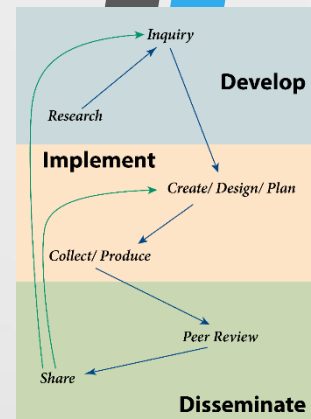 Inquiry
Develop
Research
Implement
Create/ Design/ Plan
Collect/ Produce
Peer Review
Share
Disseminate